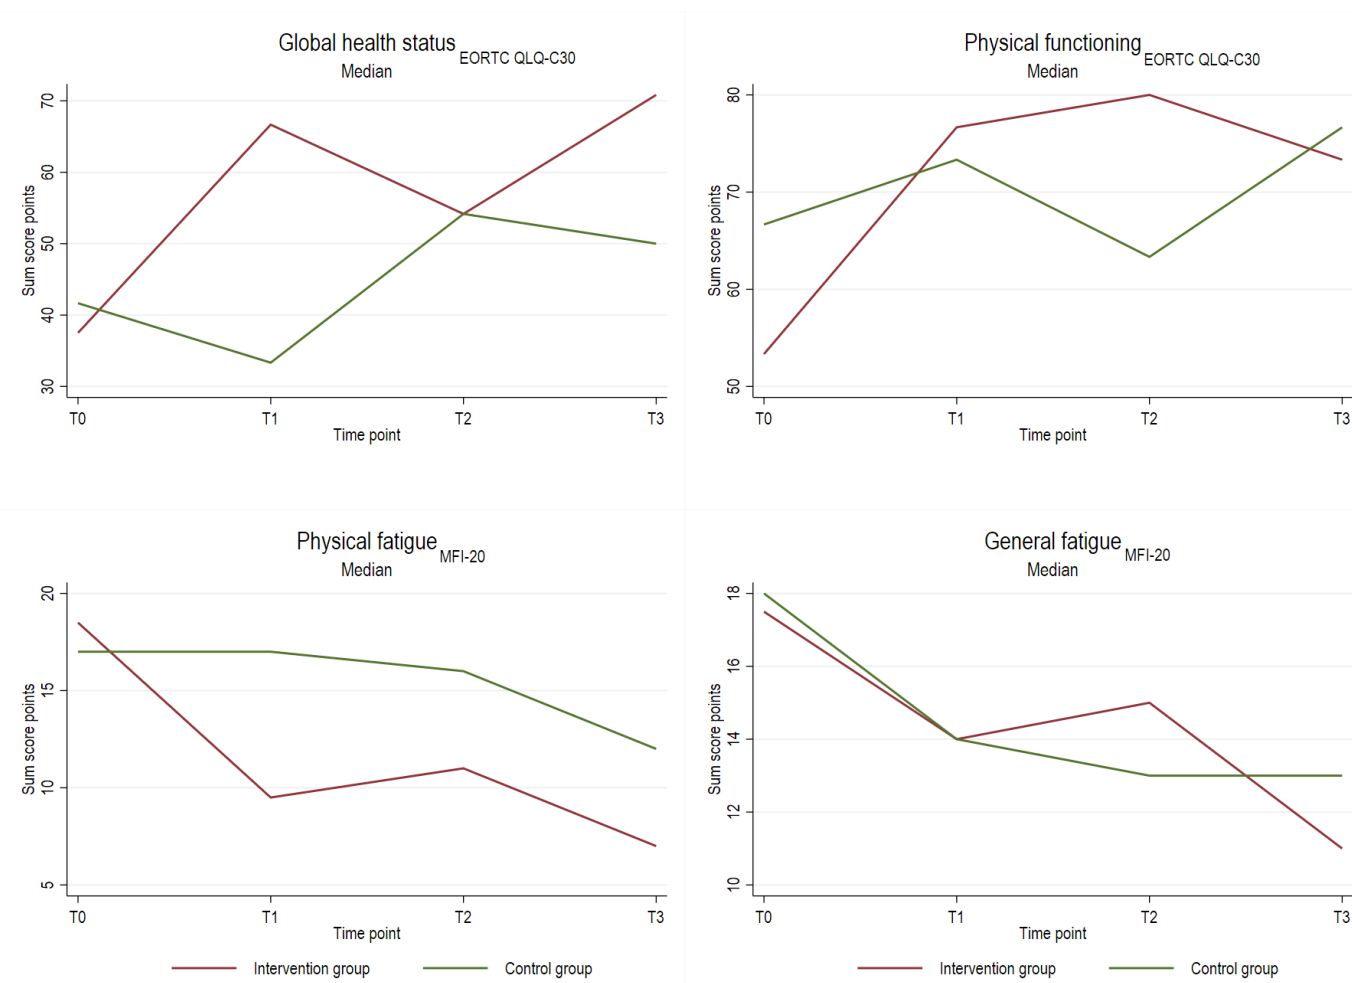 Global health status EORTC QLQ-C30
Median
Sum score points
70
60
50
40
30
T0 T1 T2 T3
Time point
Physical functioning EORTC QLQ-C30
Median
Sum score points
80
70
60
50
T0 T1 T2 T3
Time point
Physical fatigue MFI-20
Median
Sum score points
20
15
10
5
T0 T1 T2 T3
Time point
Intervention group Control group
General fatigue MFI-20
Median
Sum score points
18
16
14
12
10
T0 T1 T2 T3
Time point
Intervention group Control group